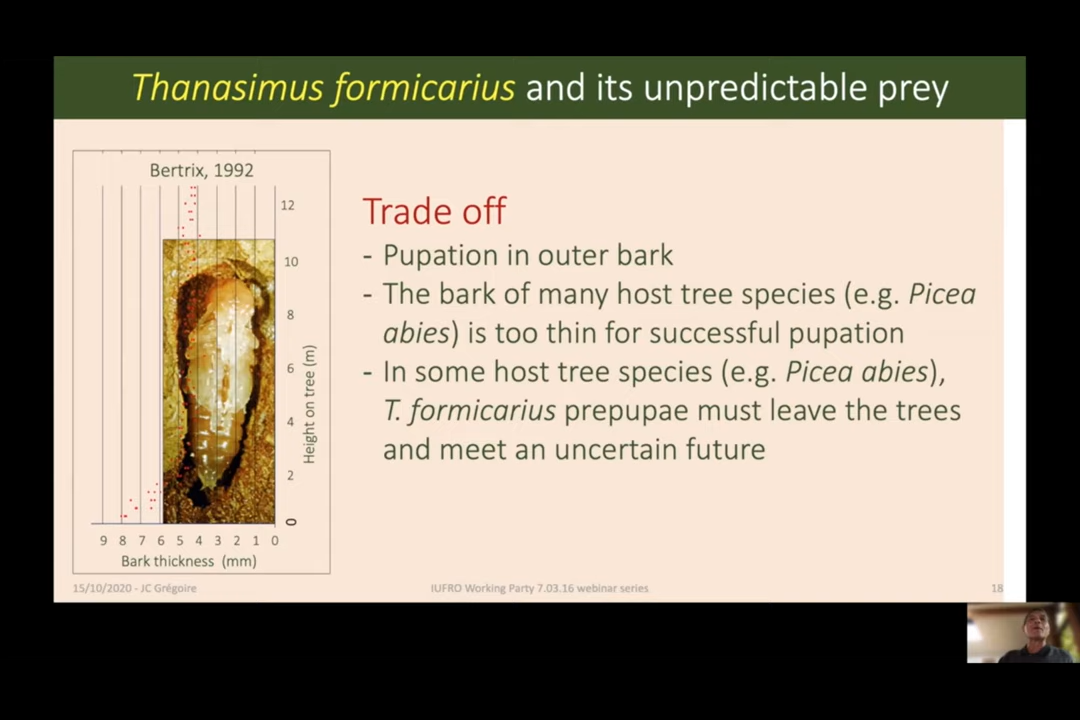 Thanasimus formicarius and its unpredictable prey
Bertrix, 1992
12
10
8
6
4
2
0
Height on tree (m)
9 8 7 6 5 4 3 2 1 0
Bark thickness (mm)
Trade off
- Pupation in outer bark
- The bark of many host tree species (e.g. Picea
abies) is too thin for successful pupation
- In some host tree species (e.g. Picea abies),
T. formicarius prepupae must leave the trees
and meet an uncertain future
15/10/2020 - JC Grégoire
IUFRO Working Party 7.03.16 webinar series
18